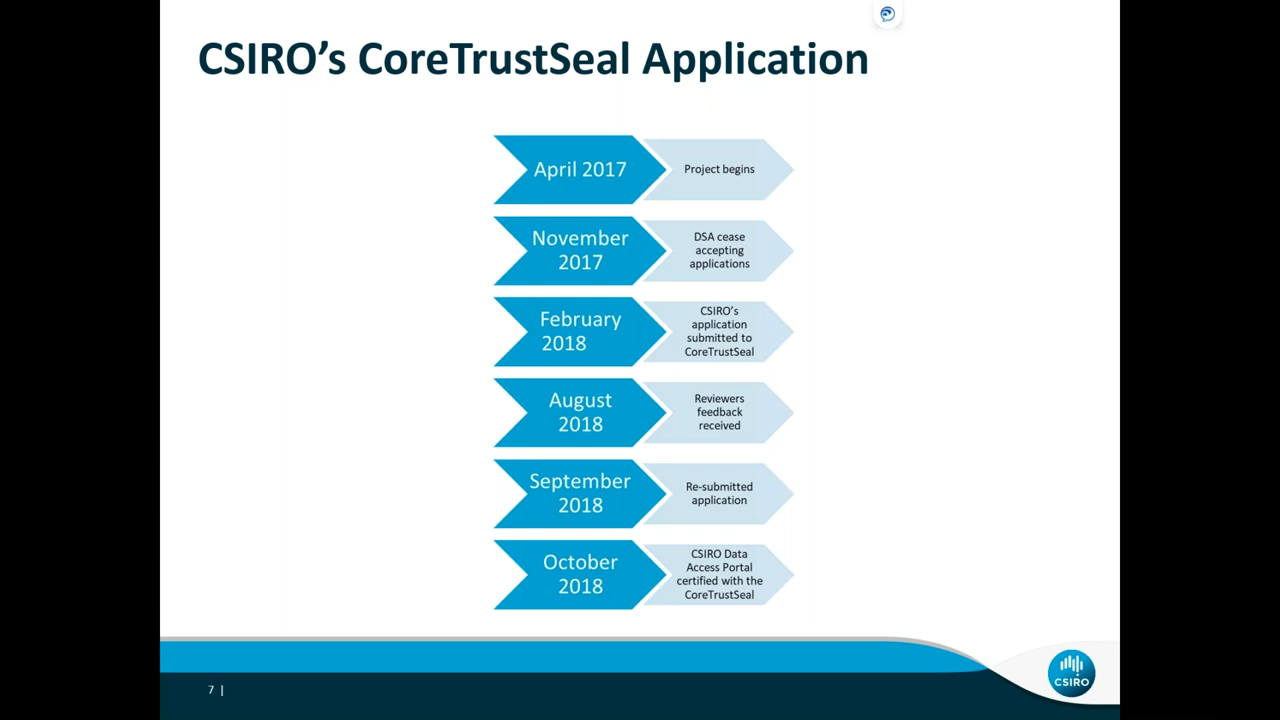 CSIRO’s CoreTrustSeal Application
April 2017
Project begins
November
2017
DSA cease
accepting
applications
February
2018
CSIRO’s
application
submitted to
CoreTrustSeal
August
2018
Reviewers
feedback
received
September
2018
Re-submitted
application
October
2018
CSIRO Data
Access Portal
certified with the
CoreTrustSeal
7 |
CSIRO